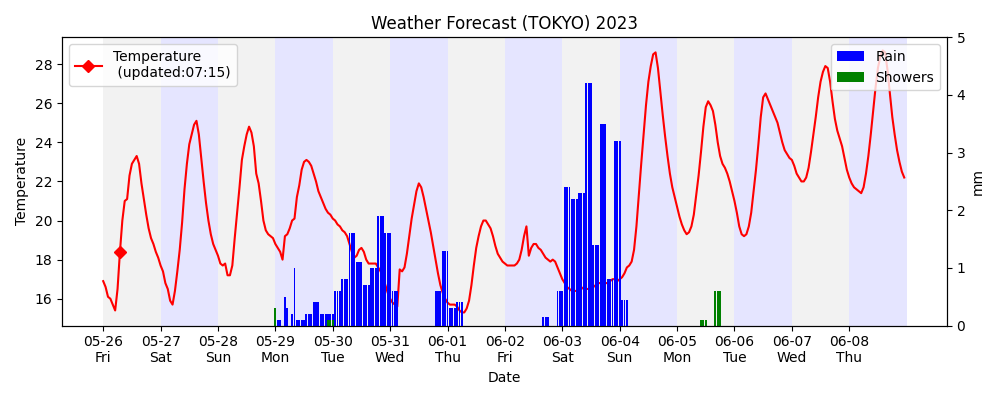 Weather Forecast (TOKYO) 2023
Temperature
(updated:07:15)
Rain
Showers
Temperature
28
26
24
22
20
18
16
5
4
3
2
1
0
mm
05-26 05-27 05-28 05-29 05-30 05-31 06-01 06-02 06-03 06-04 06-05 06-06 06-07 06-08
Fri Sat Sun Mon Tue Wed Thu Fri Sat Sun Mon Tue Wed Thu
Date